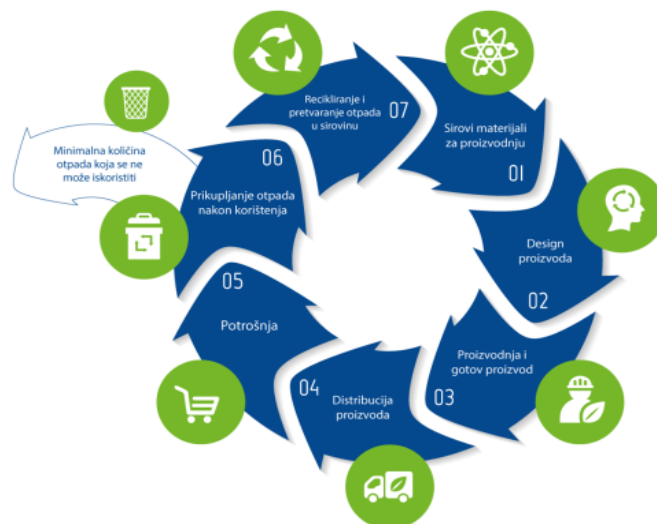 Sirovi materijali
za proizvodnju
01
Design
proizvoda
02
Proizvodnja i
gotov proizvod
03
04
Distribucija
proizvoda
05
Potrošnja
06
Prikupljanje otpada
nakon korištenja
Minimalna količina
otpada koja se ne
može iskoristiti
Recikliranje i
pretvaranje otpada
u sirovinu
07